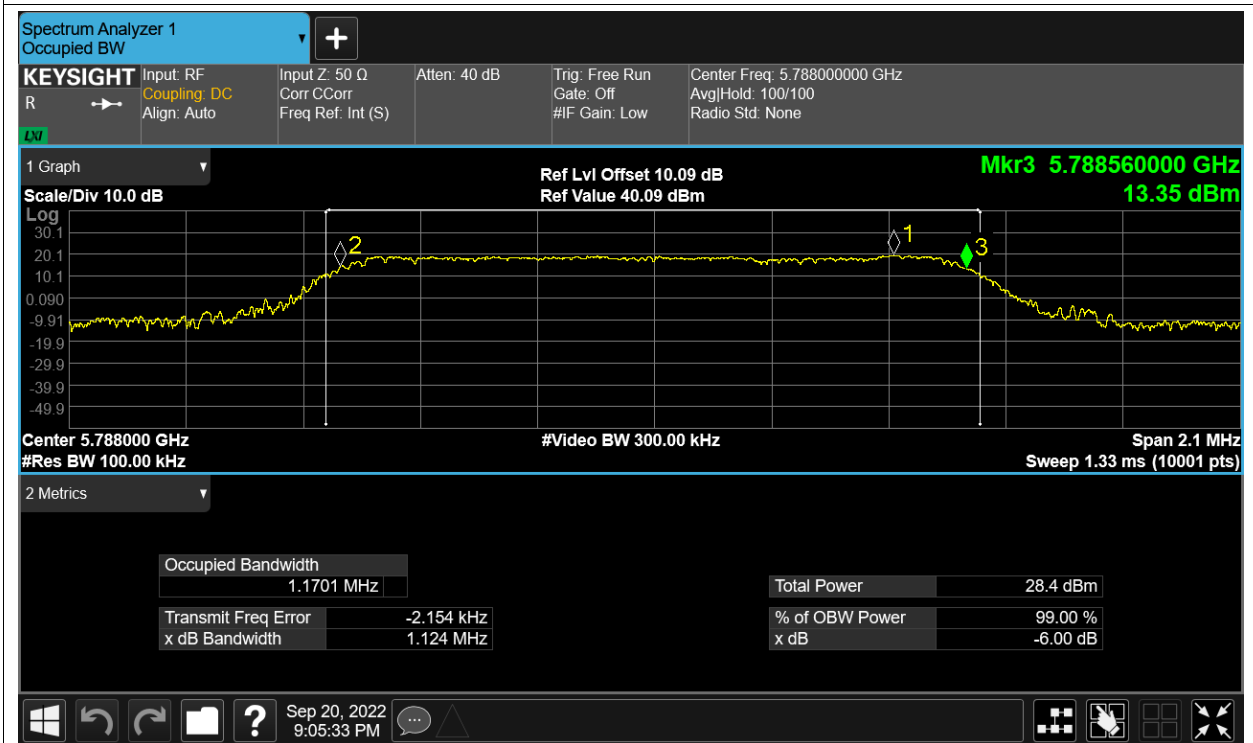 Spectrum Analyzer 1
Occupied BW
KEYSIGHT
R
LXI
Input: RF
Coupling: DC
Align: Auto
Input Z: 50 Ω
Corr CCorr
Freq Ref: Int (S)
Atten: 40 dB
Trig: Free Run
Gate: Off
#IF Gain: Low
Center Freq: 5.788000000 GHz
Avg|Hold: 100/100
Radio Std: None
1 Graph
Scale/Div 10.0 dB
Ref Lvl Offset 10.09 dB
Ref Value 40.09 dBm
Mkr3 5.788560000 GHz
13.35 dBm
Log
30.1
20.1
10.1
0.090
-9.91
-19.9
-29.9
-39.9
-49.9
2
1
3
Center 5.788000 GHz
#Video BW 300.00 kHz
Span 2.1 MHz
#Res BW 100.00 kHz
Sweep 1.33 ms (10001 pts)
2 Metrics
Occupied Bandwidth
1.1701 MHz
Transmit Freq Error -2.154 kHz
x dB Bandwidth 1.124 MHz
Total Power 28.4 dBm
% of OBW Power 99.00 %
x dB -6.00 dB
?
Sep 20, 2022
9:05:33 PM